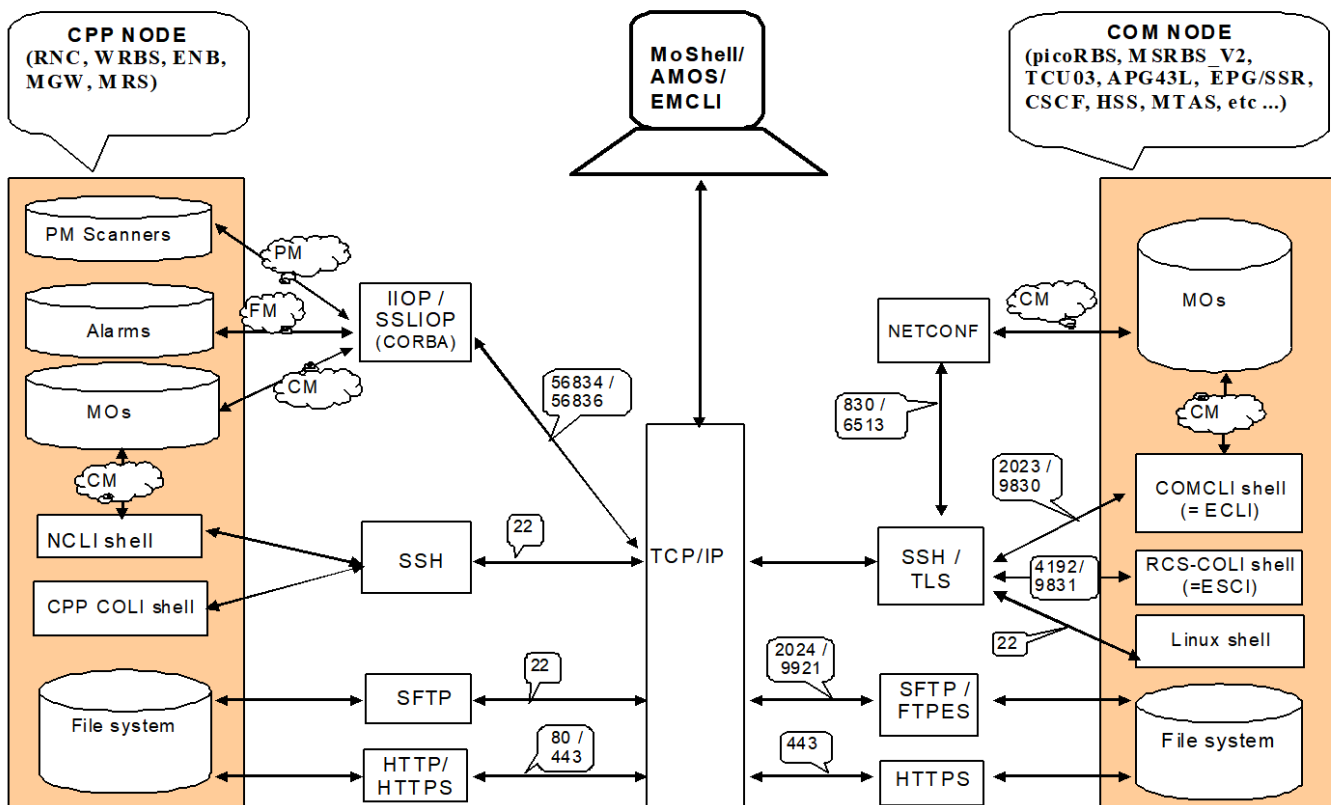 CPP NODE
(RNC, WRBS, ENB,
MGW, MRS)
MoShell/
AMOS/
EMCLI
COM NODE
(picoRBS, MSRBS_V2,
TCU03, APG43L, EPG/SSR,
CSCF, HSS, MTAS, etc ...)
PM Scanners
PM
Alarms
FM
IIOP /
SSLIOP
(CORBA)
MOs
CM
CM
NCLI shell
CPP COLI shell
File system
56834 /
56836
SSH
22
SFTP
22
HTTP/
HTTPS
80 /
443
TCP/IP
NETCONF
CM
MOs
830 /
6513
CM
2023 /
9830
COMCLI shell
(= ECLI)
SSH /
TLS
4192/
9831
RCS-COLI shell
(=ESCI)
22
Linux shell
2024 /
9921
SFTP /
FTPES
File system
443
HTTPS